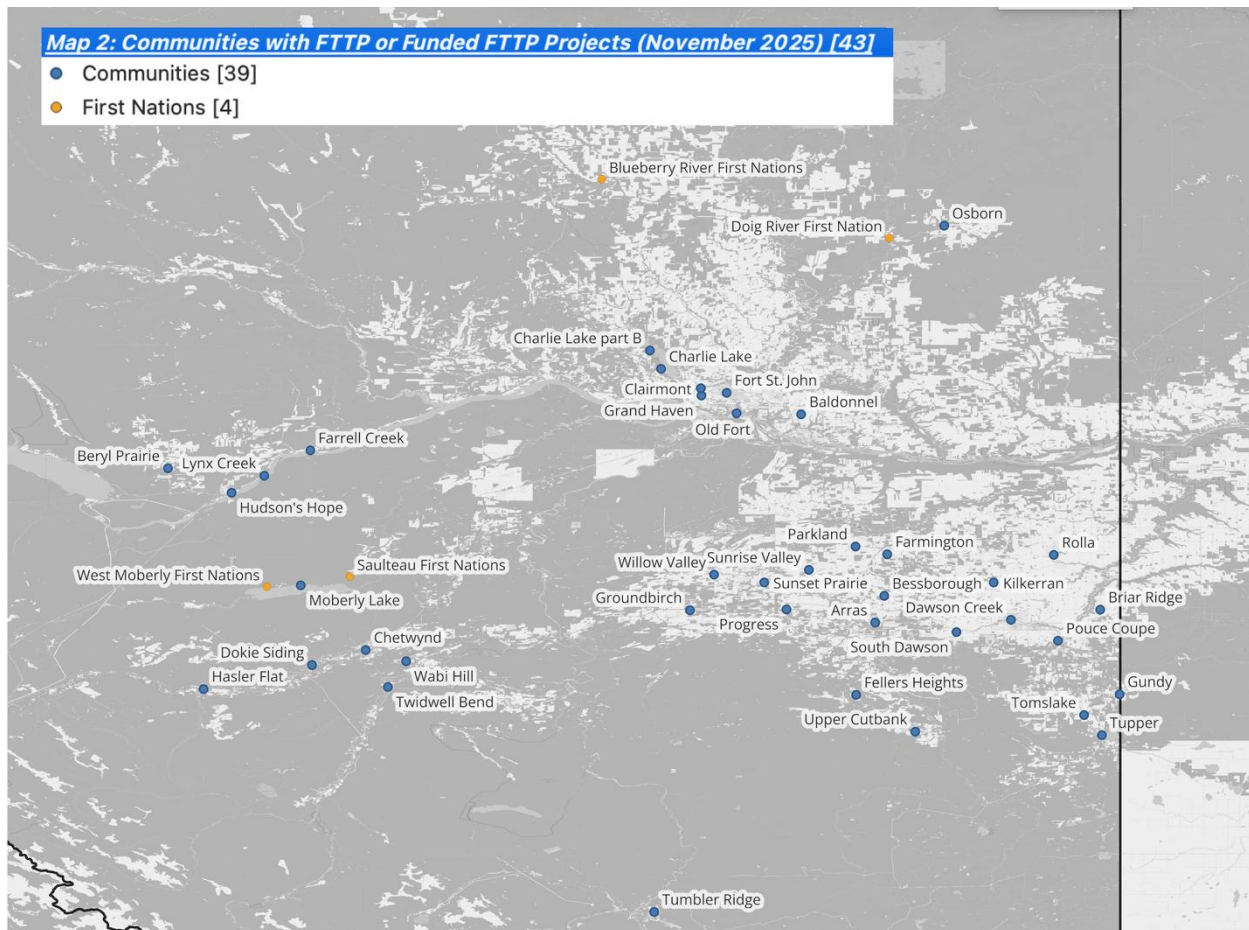 Map 2: Communities with FTTP or Funded FTTP Projects (November 2025) [43]
Communities [39]
First Nations [4]
Blueberry River First Nations
Osborn
Doig River First Nation
Charlie Lake part B
Charlie Lake
Clairmont
Fort St. John
Grand Haven
Baldonnel
Old Fort
Farrell Creek
Beryl Prairie
Lynx Creek
Hudson's Hope
Parkland
Farmington
Rolla
Willow Valley
Sunrise Valley
Saulteau First Nations
West Moberly First Nations
Sunset Prairie
Bessborough
Kilkerran
Moberly Lake
Groundbirch
Progress
Arras
Dawson Creek
Briar Ridge
Pouce Coupe
South Dawson
Chetwynd
Dokie Siding
Wabi Hill
Hasler Flat
Twidwell Bend
Fellers Heights
Gundy
Tomslake
Upper Cutbank
Tupper
Tumbler Ridge